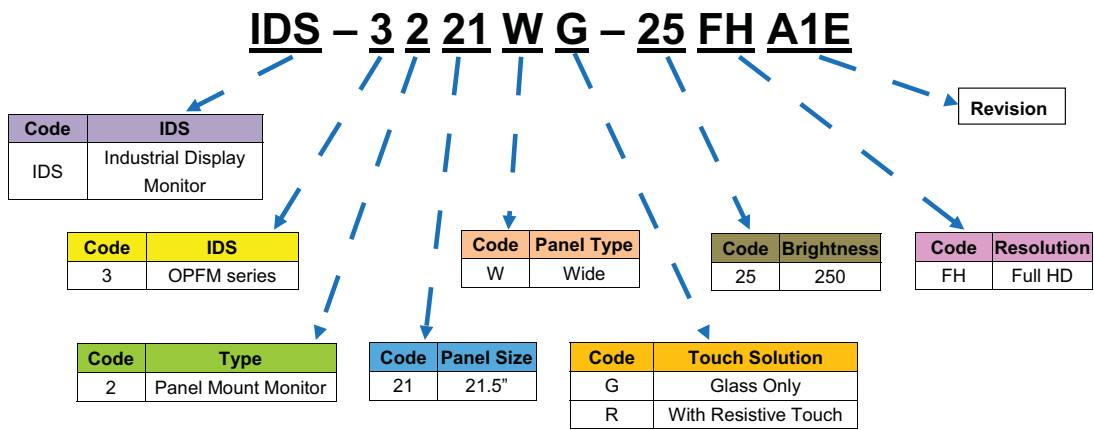 IDS – 3 2 21 W G – 25 FH A1E
Revision
Code IDS
IDS Industrial Display
Monitor
Code IDS
3 OPFM series
Code Panel Type
W Wide
Code Brightness
25 250
Code Resolution
FH Full HD
Code Type
2 Panel Mount Monitor
Code Panel Size
21 21.5”
Code Touch Solution
G Glass Only
R With Resistive Touch